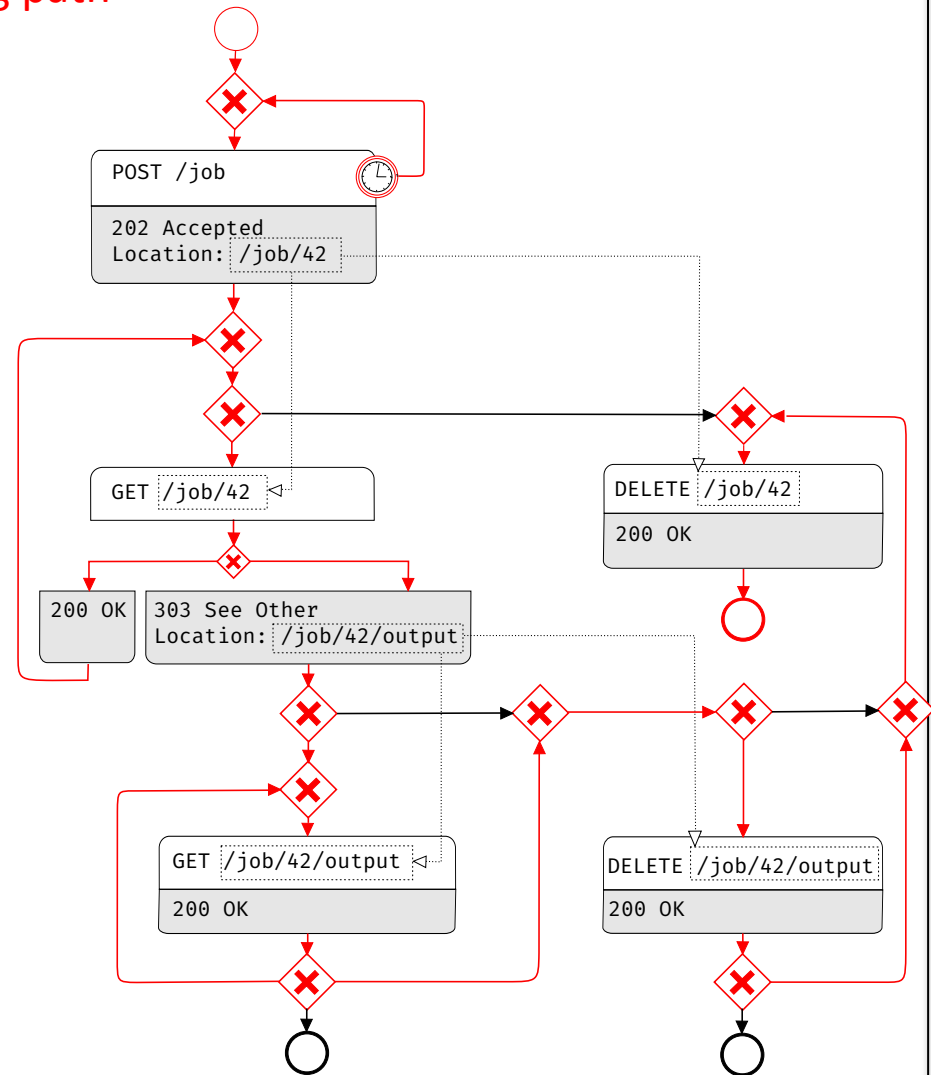 path
POST /job
202 Accepted
Location: /job/42
GET /job/42
DELETE /job/42
200 OK
200 OK
303 See Other
Location: /job/42/output
GET /job/42/output
200 OK
DELETE /job/42/output
200 OK